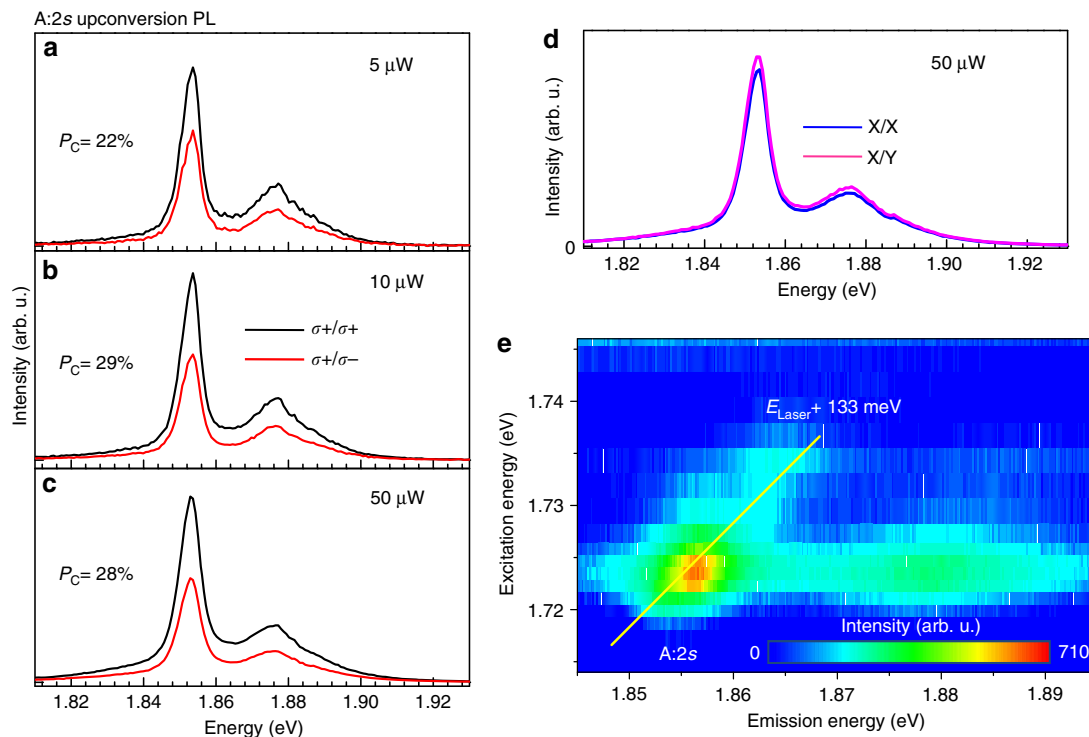 A:2s upconversion PL
a
5 μW
PC= 22%
b
10 μW
σ+/σ+
σ+/σ−
PC= 29%
c
50 μW
PC= 28%
Intensity (arb. u.)
1.82 1.84 1.86 1.88 1.90 1.92
Energy (eV)
d
50 μW
X/X
X/Y
Intensity (arb. u.)
0
1.82 1.84 1.86 1.88 1.90 1.92
Energy (eV)
e
ELaser+ 133 meV
1.74
1.73
1.72
Excitation energy (eV)
Intensity (arb. u.)
A:2s
0 710
1.85 1.86 1.87 1.88 1.89
Emission energy (eV)